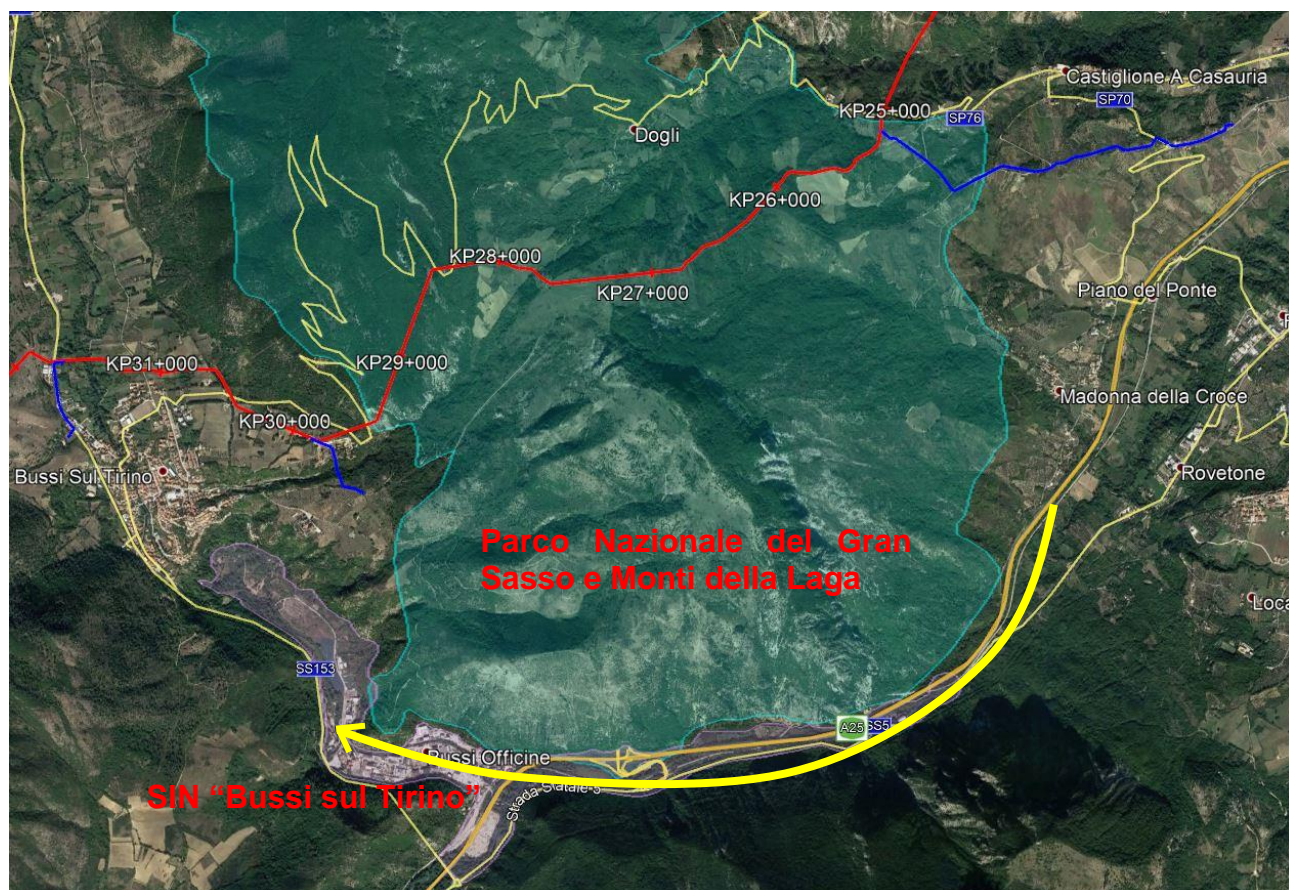 Castiglione A Casauria
SP70
KP25+000
SP76
Dogli
KP26+000
KP28+000
KP27+000
Piano del Ponte
KP31+000
KP29+000
Madonna della Croce
KP30+000
Bussi Sul Tirino
Rovetone
Parco Nazionale del Gran
Sasso e Monti della Laga
Loca
SS153
A25
SS5
Bussi Officine
SIN “Bussi sul Tirino”
Strada Statale-5